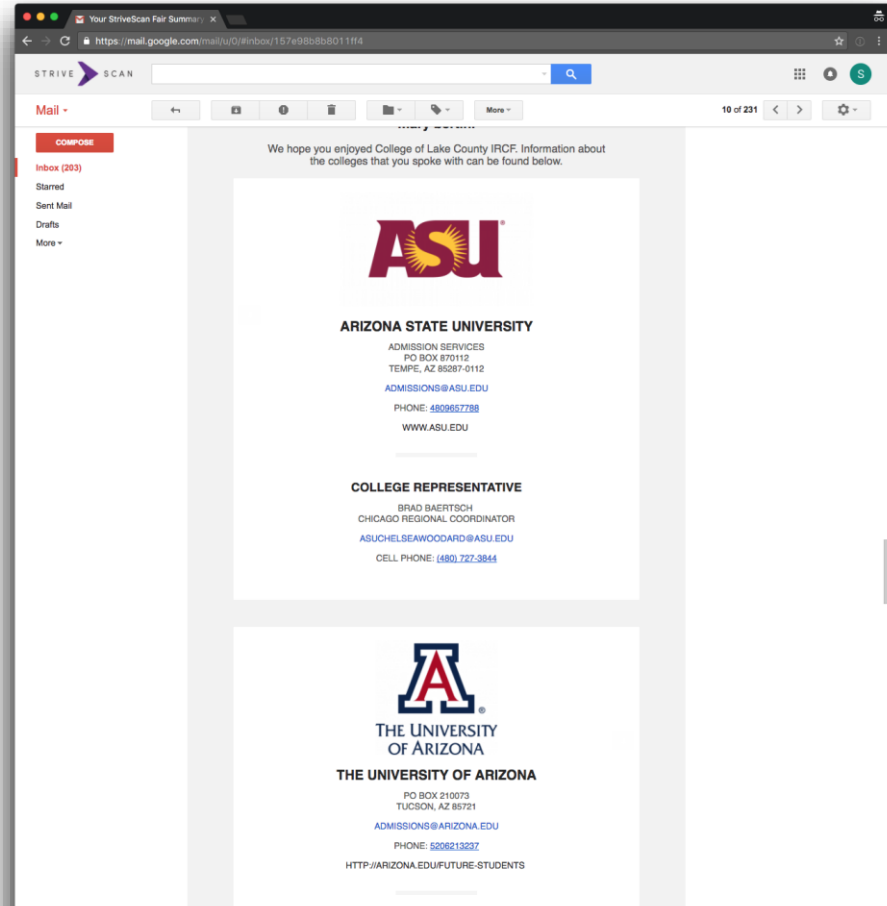 Your StriveScan Fair Summary
https://mail.google.com/mail/u/0/#inbox/157e98b8b8011ff4
STRIVE SCAN
S
Mail
More
10 of 231
COMPOSE
Inbox (203)
Starred
Sent Mail
Drafts
More
We hope you enjoyed College of Lake County IRCF. Information about
the colleges that you spoke with can be found below.
ASU
ARIZONA STATE UNIVERSITY
ADMISSION SERVICES
PO BOX 870112
TEMPE, AZ 85287-0112
ADMISSIONS@ASU.EDU
PHONE: 4809657788
WWW.ASU.EDU
COLLEGE REPRESENTATIVE
BRAD BAERTSCH
CHICAGO REGIONAL COORDINATOR
ASUCHELSEAWOODARD@ASU.EDU
CELL PHONE: (480) 727-3844
A
THE UNIVERSITY
OF ARIZONA
THE UNIVERSITY OF ARIZONA
PO BOX 210073
TUCSON, AZ 85721
ADMISSIONS@ARIZONA.EDU
PHONE: 5206213237
HTTP://ARIZONA.EDU/FUTURE-STUDENTS